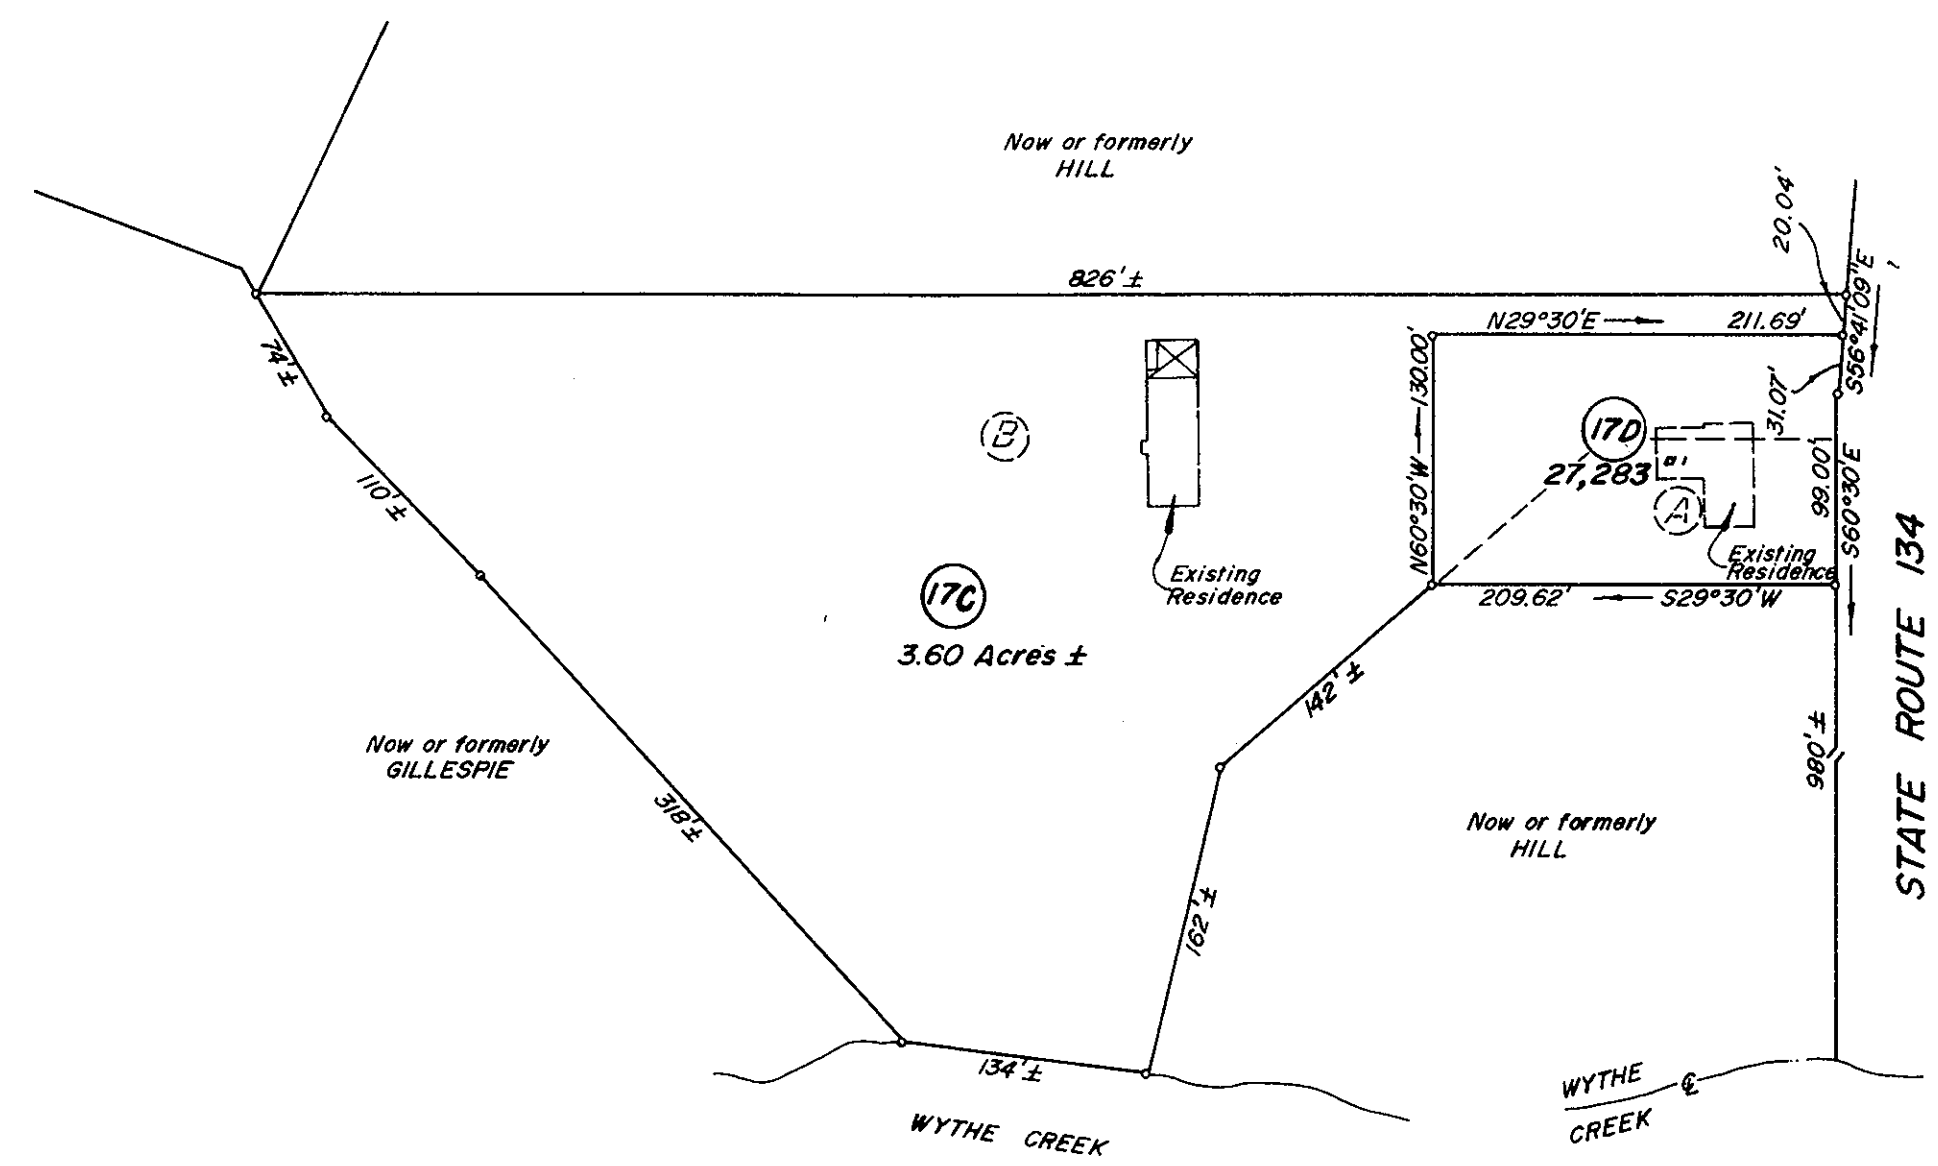 Now or formerly
HILL
20.04'
826'±
S56°41'09"E
N29°30'E
211.69'
74'±
N60°30'W
130.00'
31.07'
B
17D
27,283
A
99.00'
S60°30'E
110'±
Existing
Residence
Existing
Residence
17C
3.60 Acres ±
209.62'
S29°30'W
STATE ROUTE 134
142'±
980'±
Now or formerly
GILLESPIE
318'±
Now or formerly
HILL
162'±
134'±
WYTHE CREEK
WYTHE
CREEK